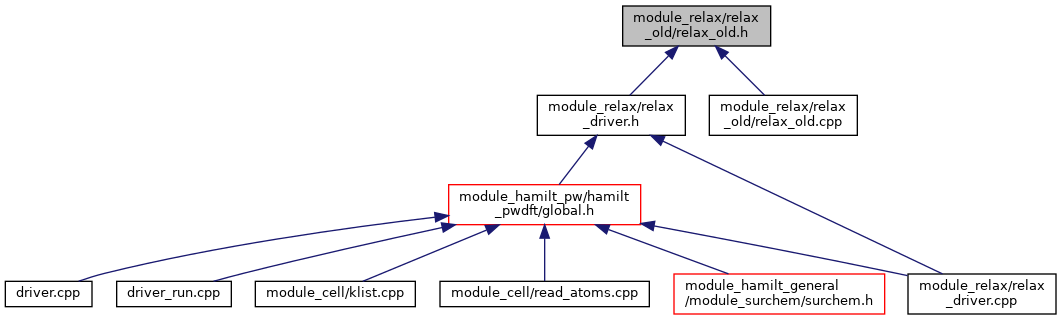 module_relax/relax
_old/relax_old.h
module_relax/relax
_driver.h
module_relax/relax
_old/relax_old.cpp
module_hamilt_pw/hamilt
_pwdft/global.h
driver.cpp
driver_run.cpp
module_cell/klist.cpp
module_cell/read_atoms.cpp
module_hamilt_general
/module_surchem/surchem.h
module_relax/relax
_driver.cpp